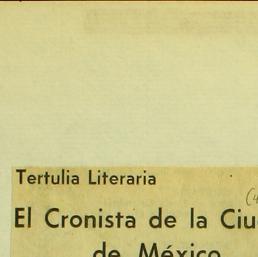 Tertulia Literaria
El Cronista de la Ciu
de México